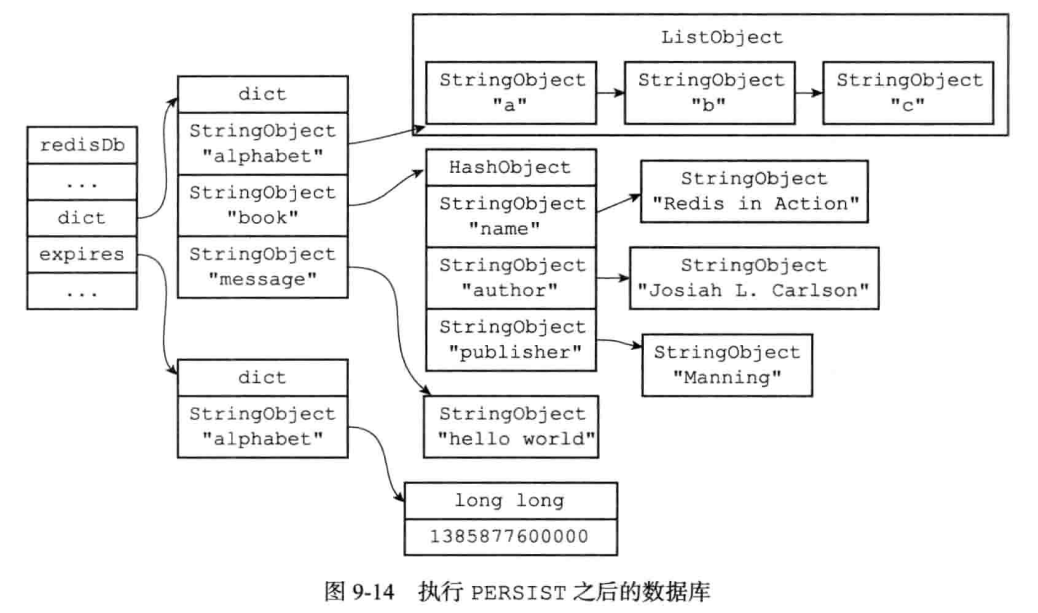 ListObject
StringObject
"a"
StringObject
"b"
StringObject
"c"
redisDb
...
dict
expires
...
dict
StringObject
"alphabet"
StringObject
"book"
StringObject
"message"
HashObject
StringObject
"name"
StringObject
"author"
StringObject
"publisher"
StringObject
"Redis in Action"
StringObject
"Josiah L. Carlson"
StringObject
"Manning"
dict
StringObject
"alphabet"
StringObject
"hello world"
long long
1385877600000
图 9-14 执行 PERSIST 之后的数据库